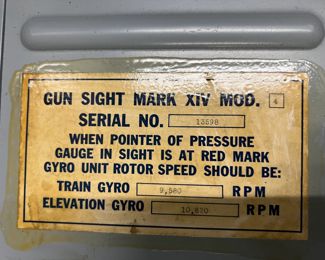 GUN SIGHT MARK XIV MOD. 4
SERIAL NO. 13598
WHEN POINTER OF PRESSURE
GAUGE IN SIGHT IS AT RED MARK
GYRO UNIT ROTOR SPEED SHOULD BE:
TRAIN GYRO 9,580 RPM
ELEVATION GYRO 10,820 RPM